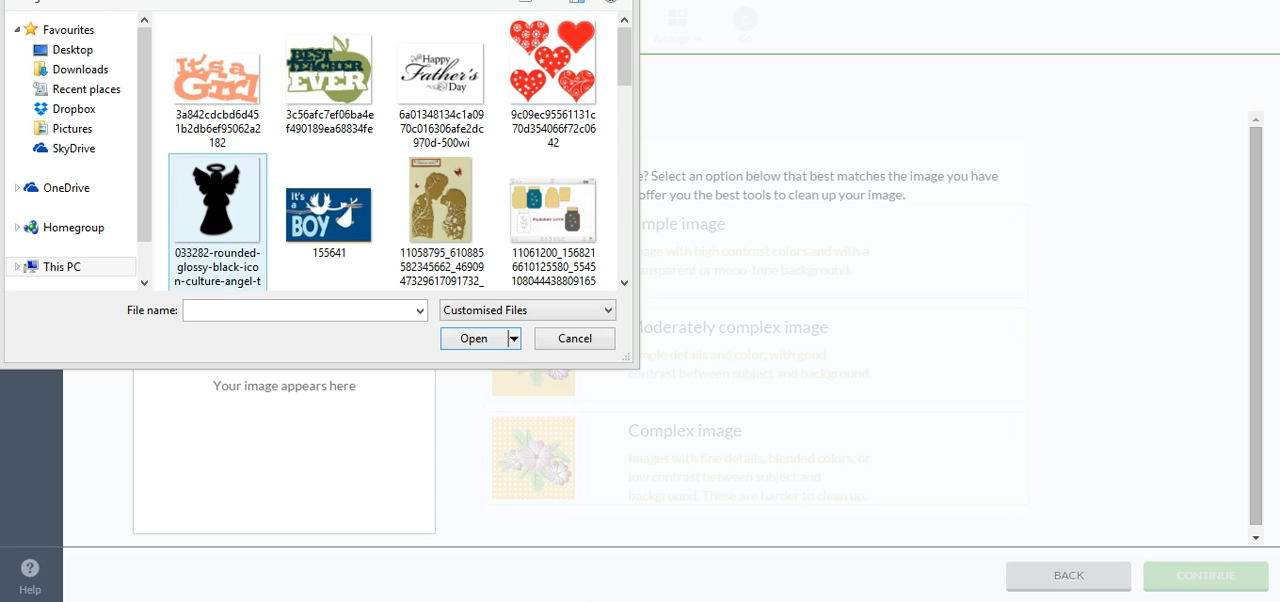 Favourites
Desktop
Downloads
Recent places
Dropbox
Pictures
SkyDrive
OneDrive
Homegroup
This PC
It's a Girl
BEST TEACHER EVER
Happy Father's Day
3a842cdcbd6d45
1b2db6ef95062a2
182
3c56afc7ef06ba4e
f490189ea68834fe
6a01348134c1a09
70c016306afe2dc
970d-500wi
9c09ec95561131c
70d354066f72c06
42
It's
a
BOY
033282-rounded-
glossy-black-ico
n-culture-angel-t
155641
11058795_610885
582345662_46909
47329617091732_
11061200_156821
6610125580_5545
108044438809165
File name:
Customised Files
Open
Cancel
e? Select an option below that best matches the image you have
offer you the best tools to clean up your image.
mple image
mage with high contrast colors and with a
ransparent or mono-tone background.
Moderately complex image
mple details and color, with good
contrast between subject and background.
Complex image
Images with fine details, blended colors, or
low contrast between subject and
background. These are harder to clean up.
Your image appears here
Help
BACK
CONTINUE